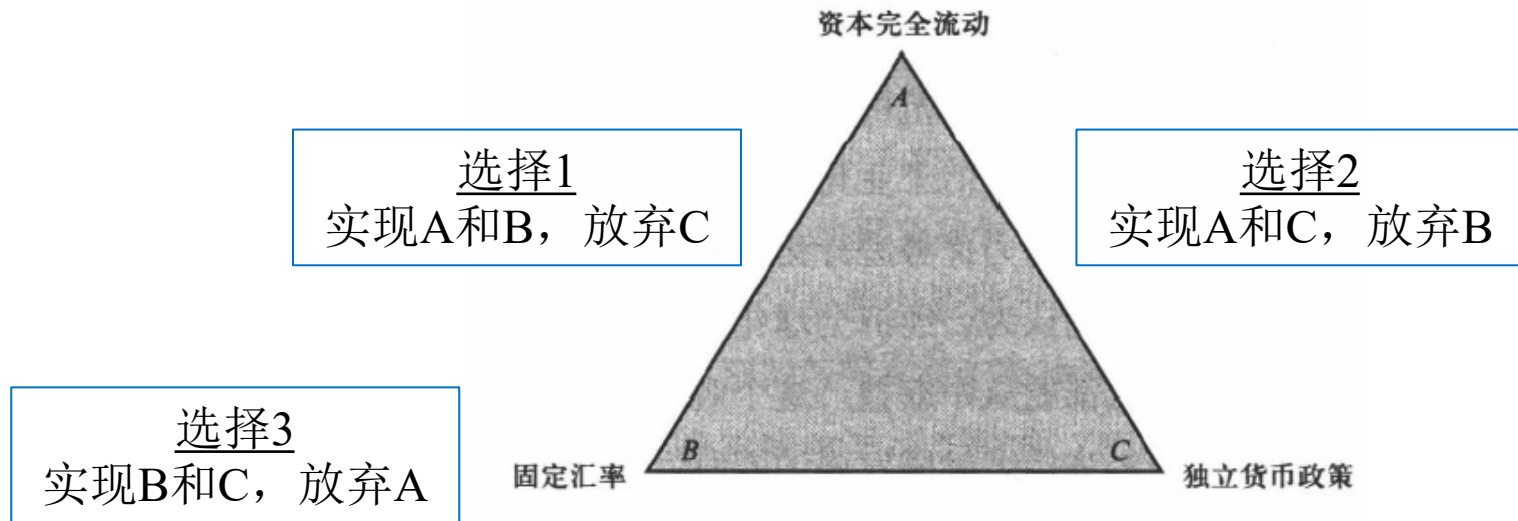 资本完全流动
A
选择1
实现A和B，放弃C
选择2
实现A和C，放弃B
选择3
实现B和C，放弃A
B
C
固定汇率
独立货币政策